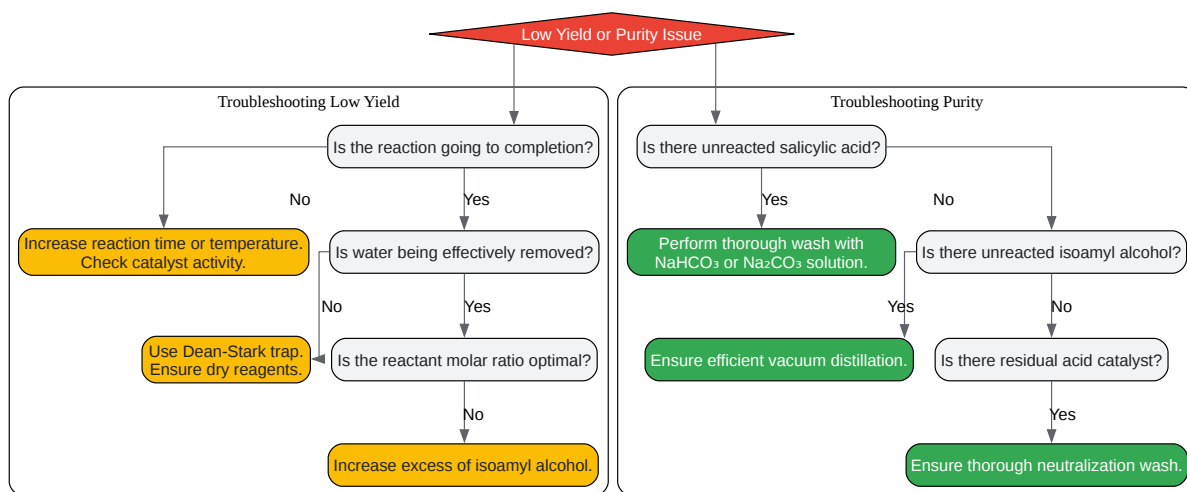 Low Yield or Purity Issue
Troubleshooting Low Yield
Is the reaction going to completion?
No
Yes
Increase reaction time or temperature.
Check catalyst activity.
Is water being effectively removed?
No
Yes
Use Dean-Stark trap.
Ensure dry reagents.
Is the reactant molar ratio optimal?
No
Increase excess of isoamyl alcohol.
Troubleshooting Purity
Is there unreacted salicylic acid?
Yes
No
Perform thorough wash with
NaHCO₃ or Na₂CO₃ solution.
Is there unreacted isoamyl alcohol?
Yes
No
Ensure efficient vacuum distillation.
Is there residual acid catalyst?
Yes
Ensure thorough neutralization wash.